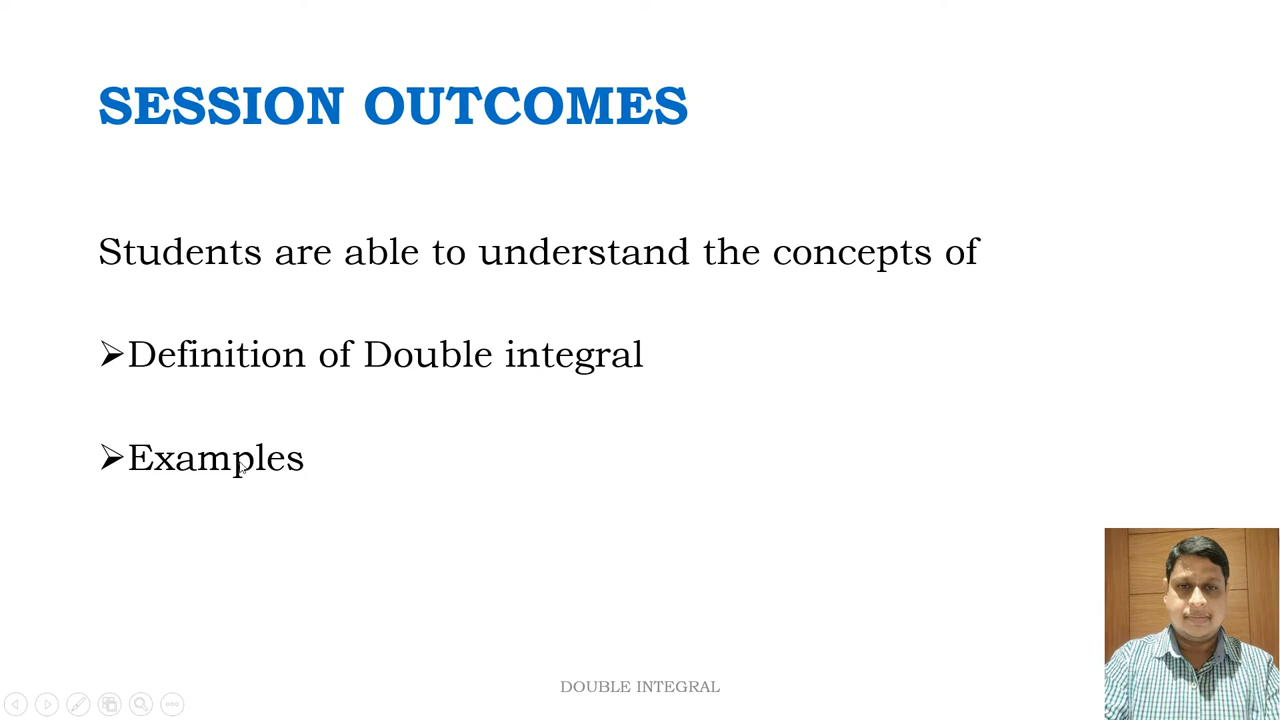 SESSION OUTCOMES
Students are able to understand the concepts of
➢Definition of Double integral
➢Examples
DOUBLE INTEGRAL